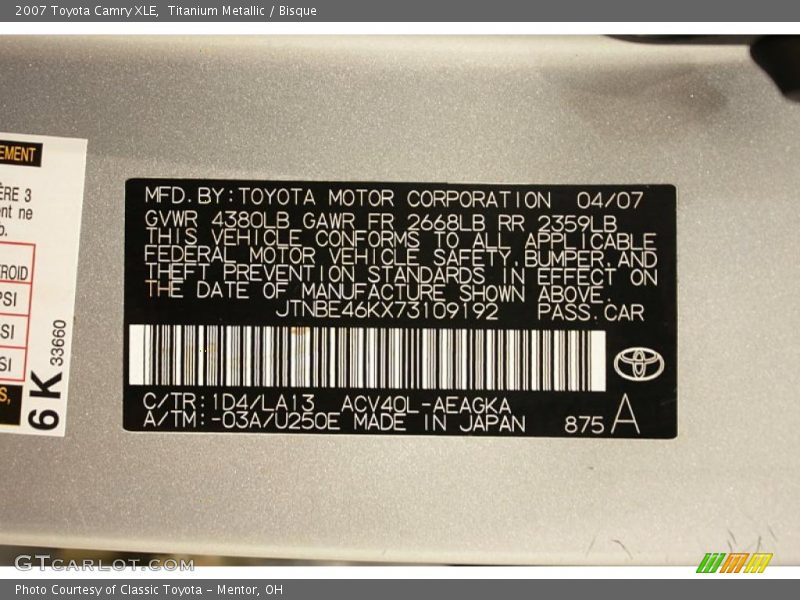 2007 Toyota Camry XLE,  Titanium Metallic / Bisque
EMENT
ÈRE 3
ent ne
b.
ROID
PSI
SI
SI
S,
6 K 33660
MFD.BY:TOYOTA MOTOR CORPORATION 04/07
GVWR 4380LB GAWR FR 2668LB RR 2359LB
THIS VEHICLE CONFORMS TO ALL APPLICABLE
FEDERAL MOTOR VEHICLE SAFETY,BUMPER,AND
THEFT PREVENTION STANDARDS IN EFFECT ON
THE DATE OF MANUFACTURE SHOWN ABOVE.
JTNBE46KX73109192 PASS.CAR
C/TR:1D4/LA13 ACV40L-AEAGKA
A/TM:-03A/U250E MADE IN JAPAN 875 A
GTCARLOT.COM
Photo Courtesy of Classic Toyota - Mentor, OH